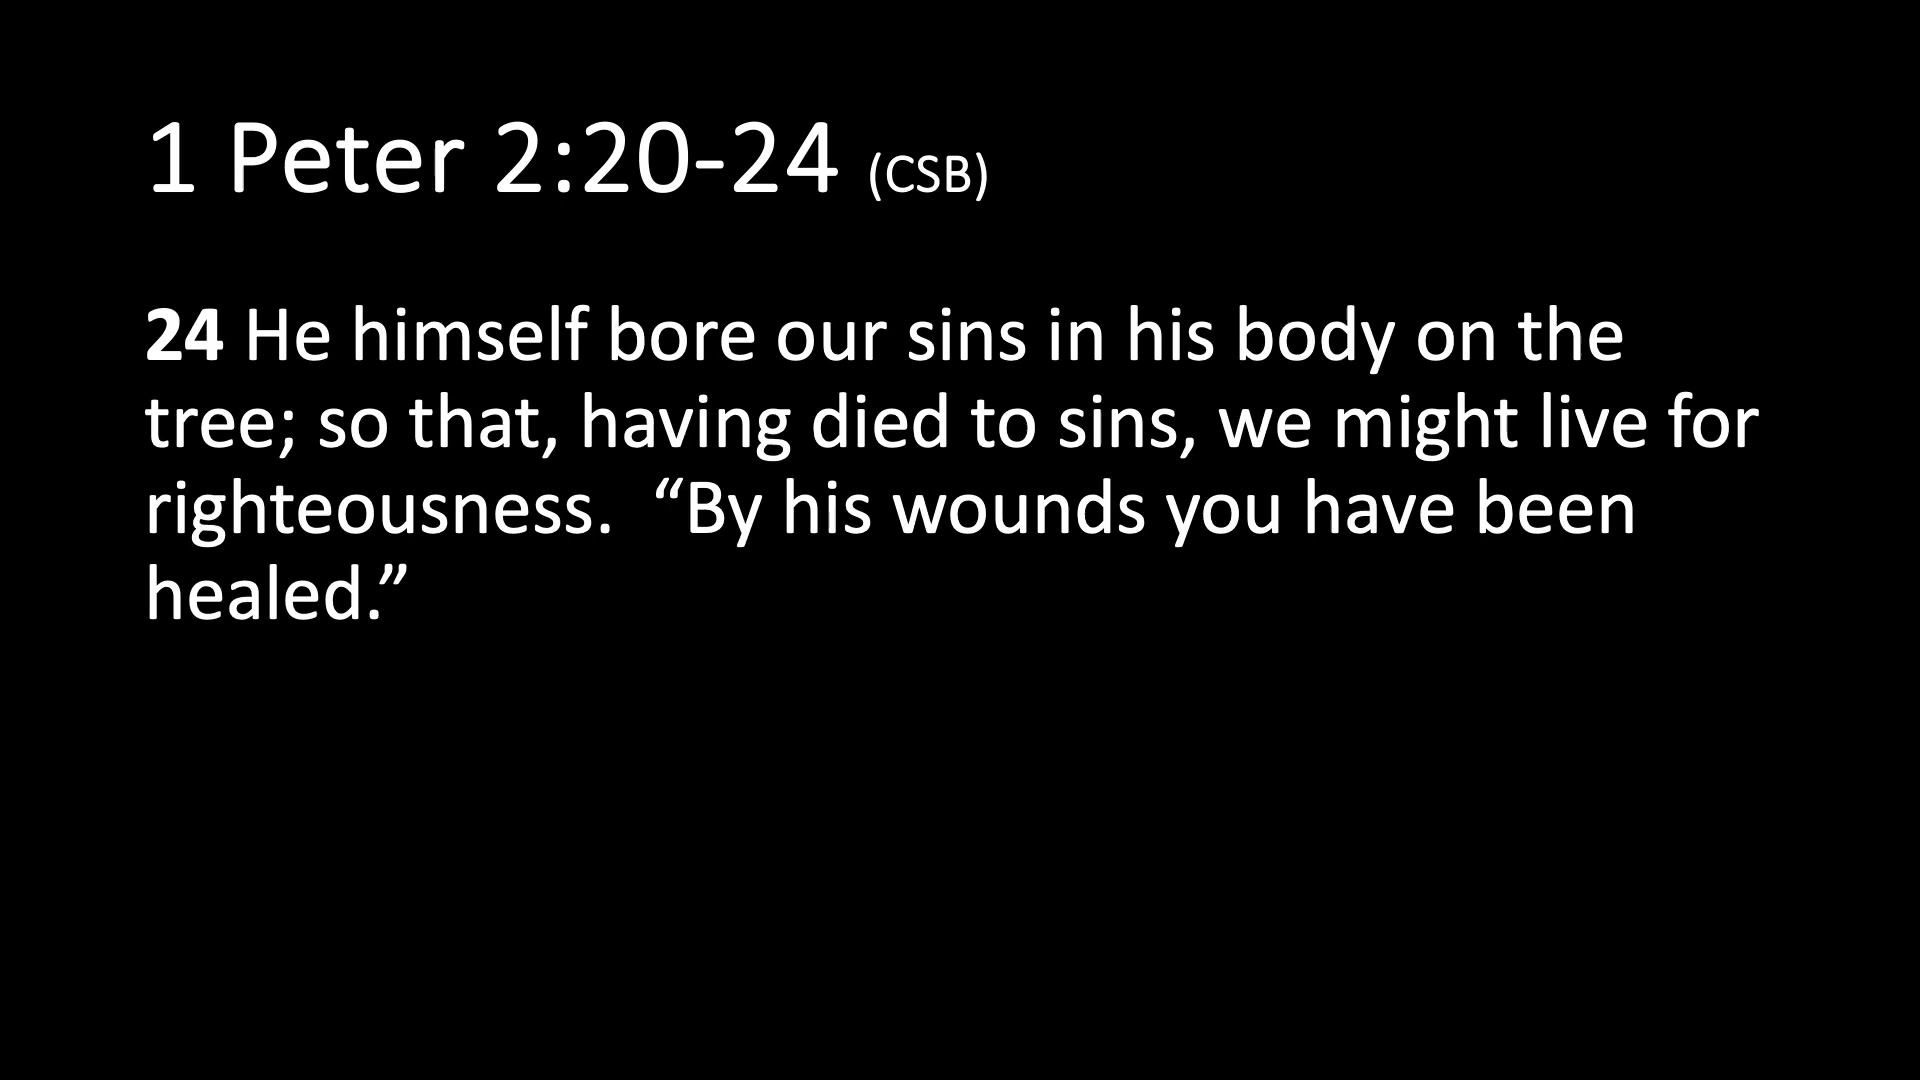 1 Peter 2:20-24 (CSB)
24 He himself bore our sins in his body on the
tree; so that, having died to sins, we might live for
righteousness.  “By his wounds you have been
healed.”